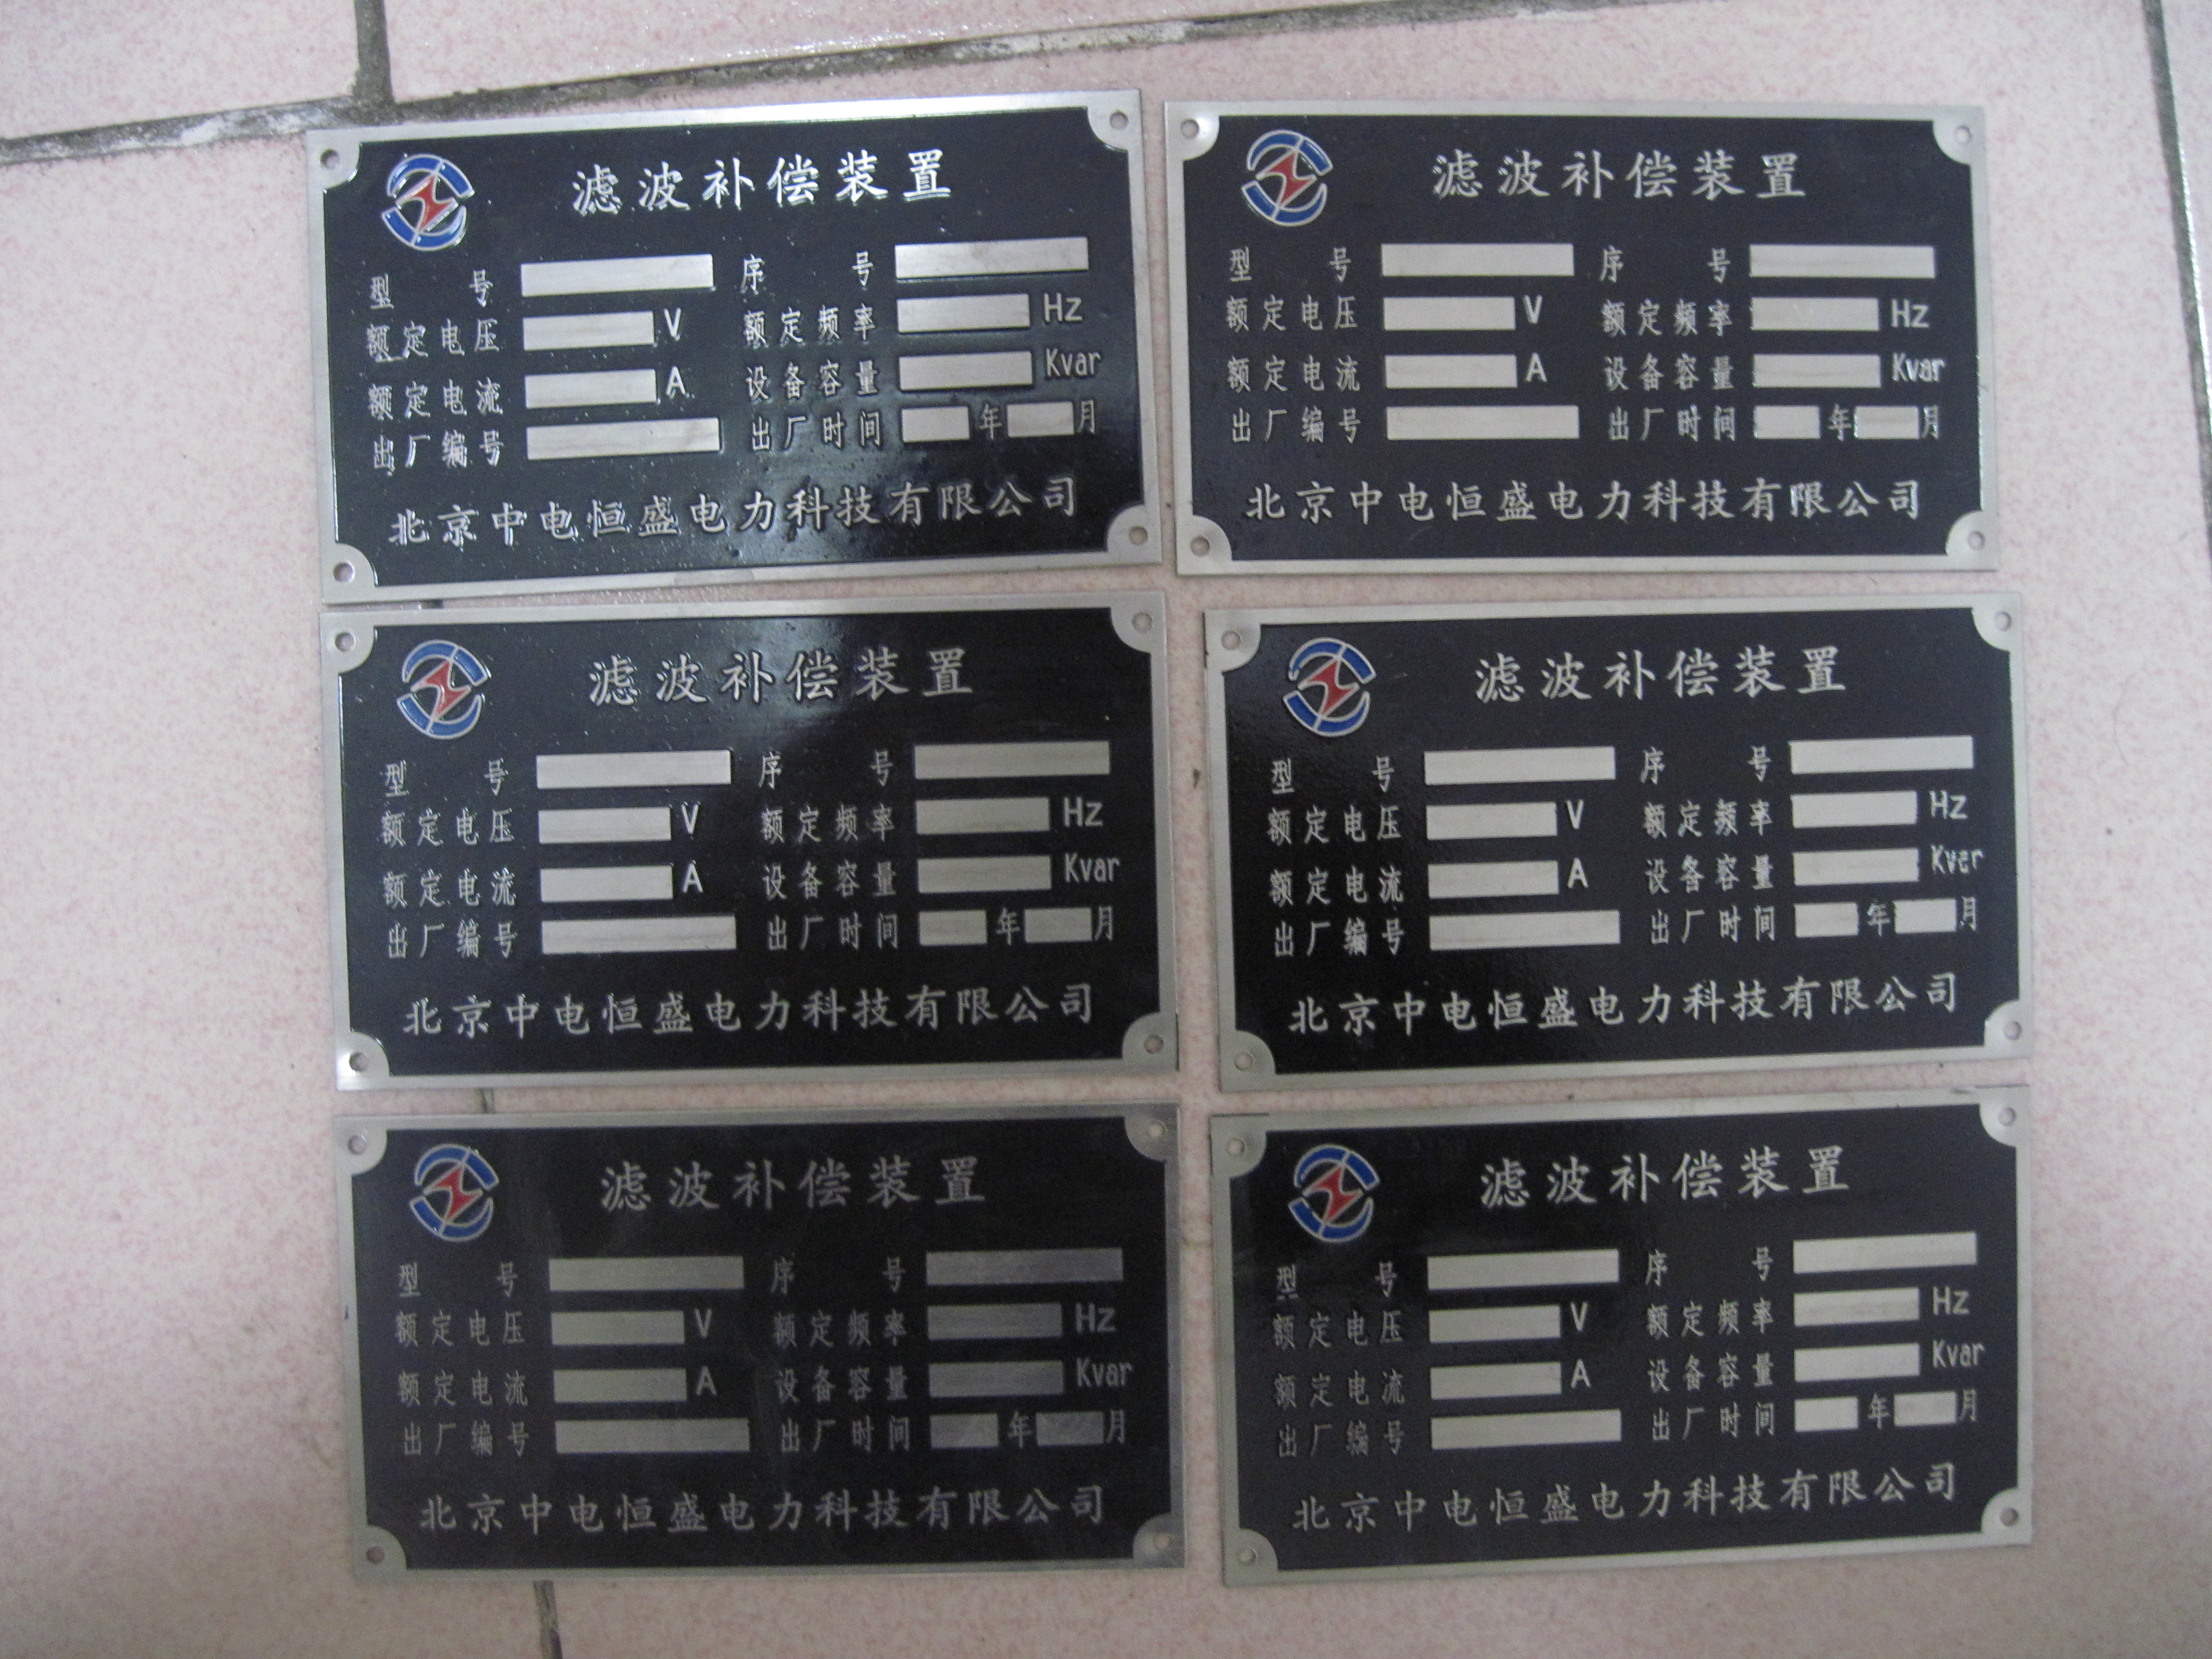 滤波补偿装置
型号 序号
额定电压 V 额定频率 Hz
额定电流 A 设备容量 Kvar
出厂编号 出厂时间 年 月
北京中电恒盛电力科技有限公司
滤波补偿装置
型号 序号
额定电压 V 额定频率 Hz
额定电流 A 设备容量 Kvar
出厂编号 出厂时间 年 月
北京中电恒盛电力科技有限公司
滤波补偿装置
型号 序号
额定电压 V 额定频率 Hz
额定电流 A 设备容量 Kvar
出厂编号 出厂时间 年 月
北京中电恒盛电力科技有限公司
滤波补偿装置
型号 序号
额定电压 V 额定频率 Hz
额定电流 A 设备容量 Kvar
出厂编号 出厂时间 年 月
北京中电恒盛电力科技有限公司
滤波补偿装置
型号 序号
额定电压 V 额定频率 Hz
额定电流 A 设备容量 Kvar
出厂编号 出厂时间 年 月
北京中电恒盛电力科技有限公司
滤波补偿装置
型号 序号
额定电压 V 额定频率 Hz
额定电流 A 设备容量 Kvar
出厂编号 出厂时间 年 月
北京中电恒盛电力科技有限公司